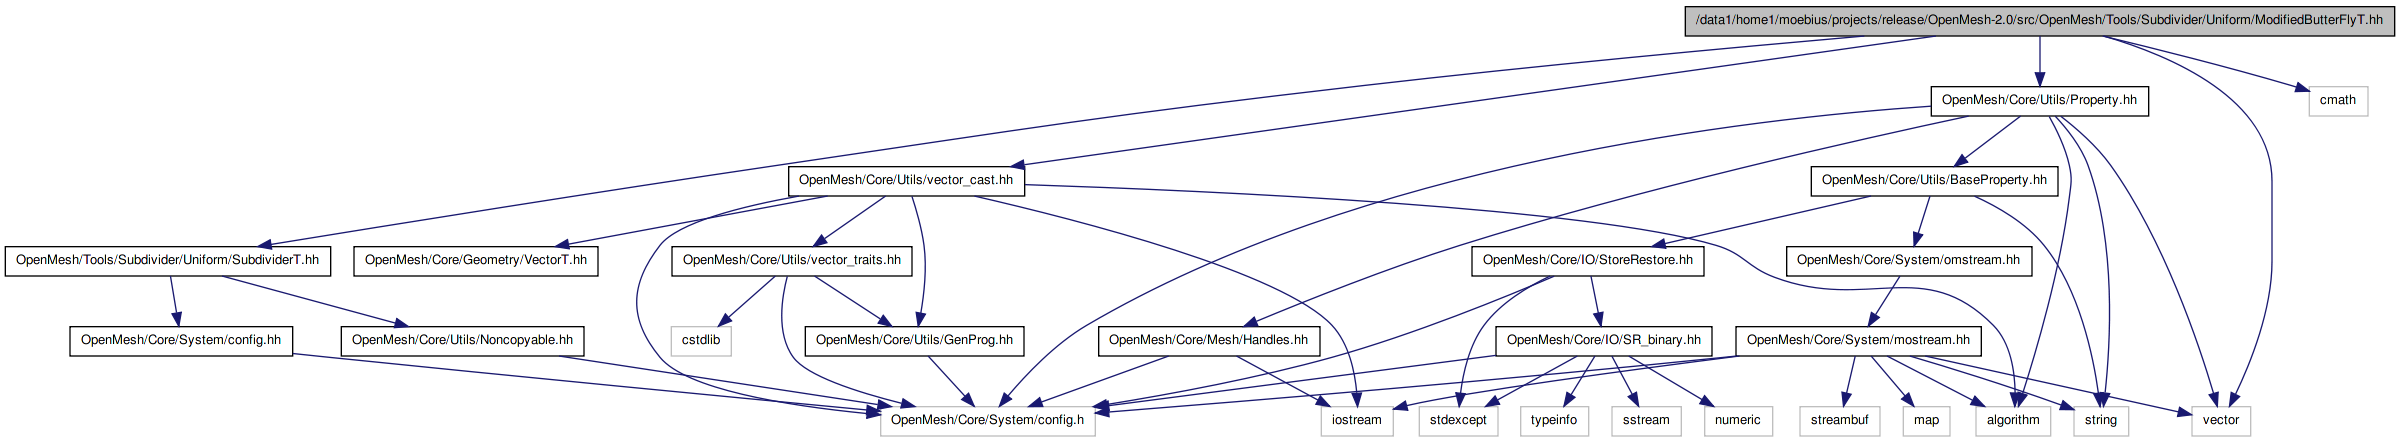 /data1/home1/moebius/projects/release/OpenMesh-2.0/src/OpenMesh/Tools/Subdivider/Uniform/ModifiedButterFlyT.hh
OpenMesh/Core/Utils/Property.hh
cmath
OpenMesh/Core/Utils/vector_cast.hh
OpenMesh/Core/Utils/BaseProperty.hh
OpenMesh/Tools/Subdivider/Uniform/SubdividerT.hh
OpenMesh/Core/Geometry/VectorT.hh
OpenMesh/Core/Utils/vector_traits.hh
OpenMesh/Core/IO/StoreRestore.hh
OpenMesh/Core/System/omstream.hh
OpenMesh/Core/System/config.hh
OpenMesh/Core/Utils/Noncopyable.hh
cstdlib
OpenMesh/Core/Utils/GenProg.hh
OpenMesh/Core/Mesh/Handles.hh
OpenMesh/Core/IO/SR_binary.hh
OpenMesh/Core/System/mostream.hh
OpenMesh/Core/System/config.h
iostream
stdexcept
typeinfo
sstream
numeric
streambuf
map
algorithm
string
vector